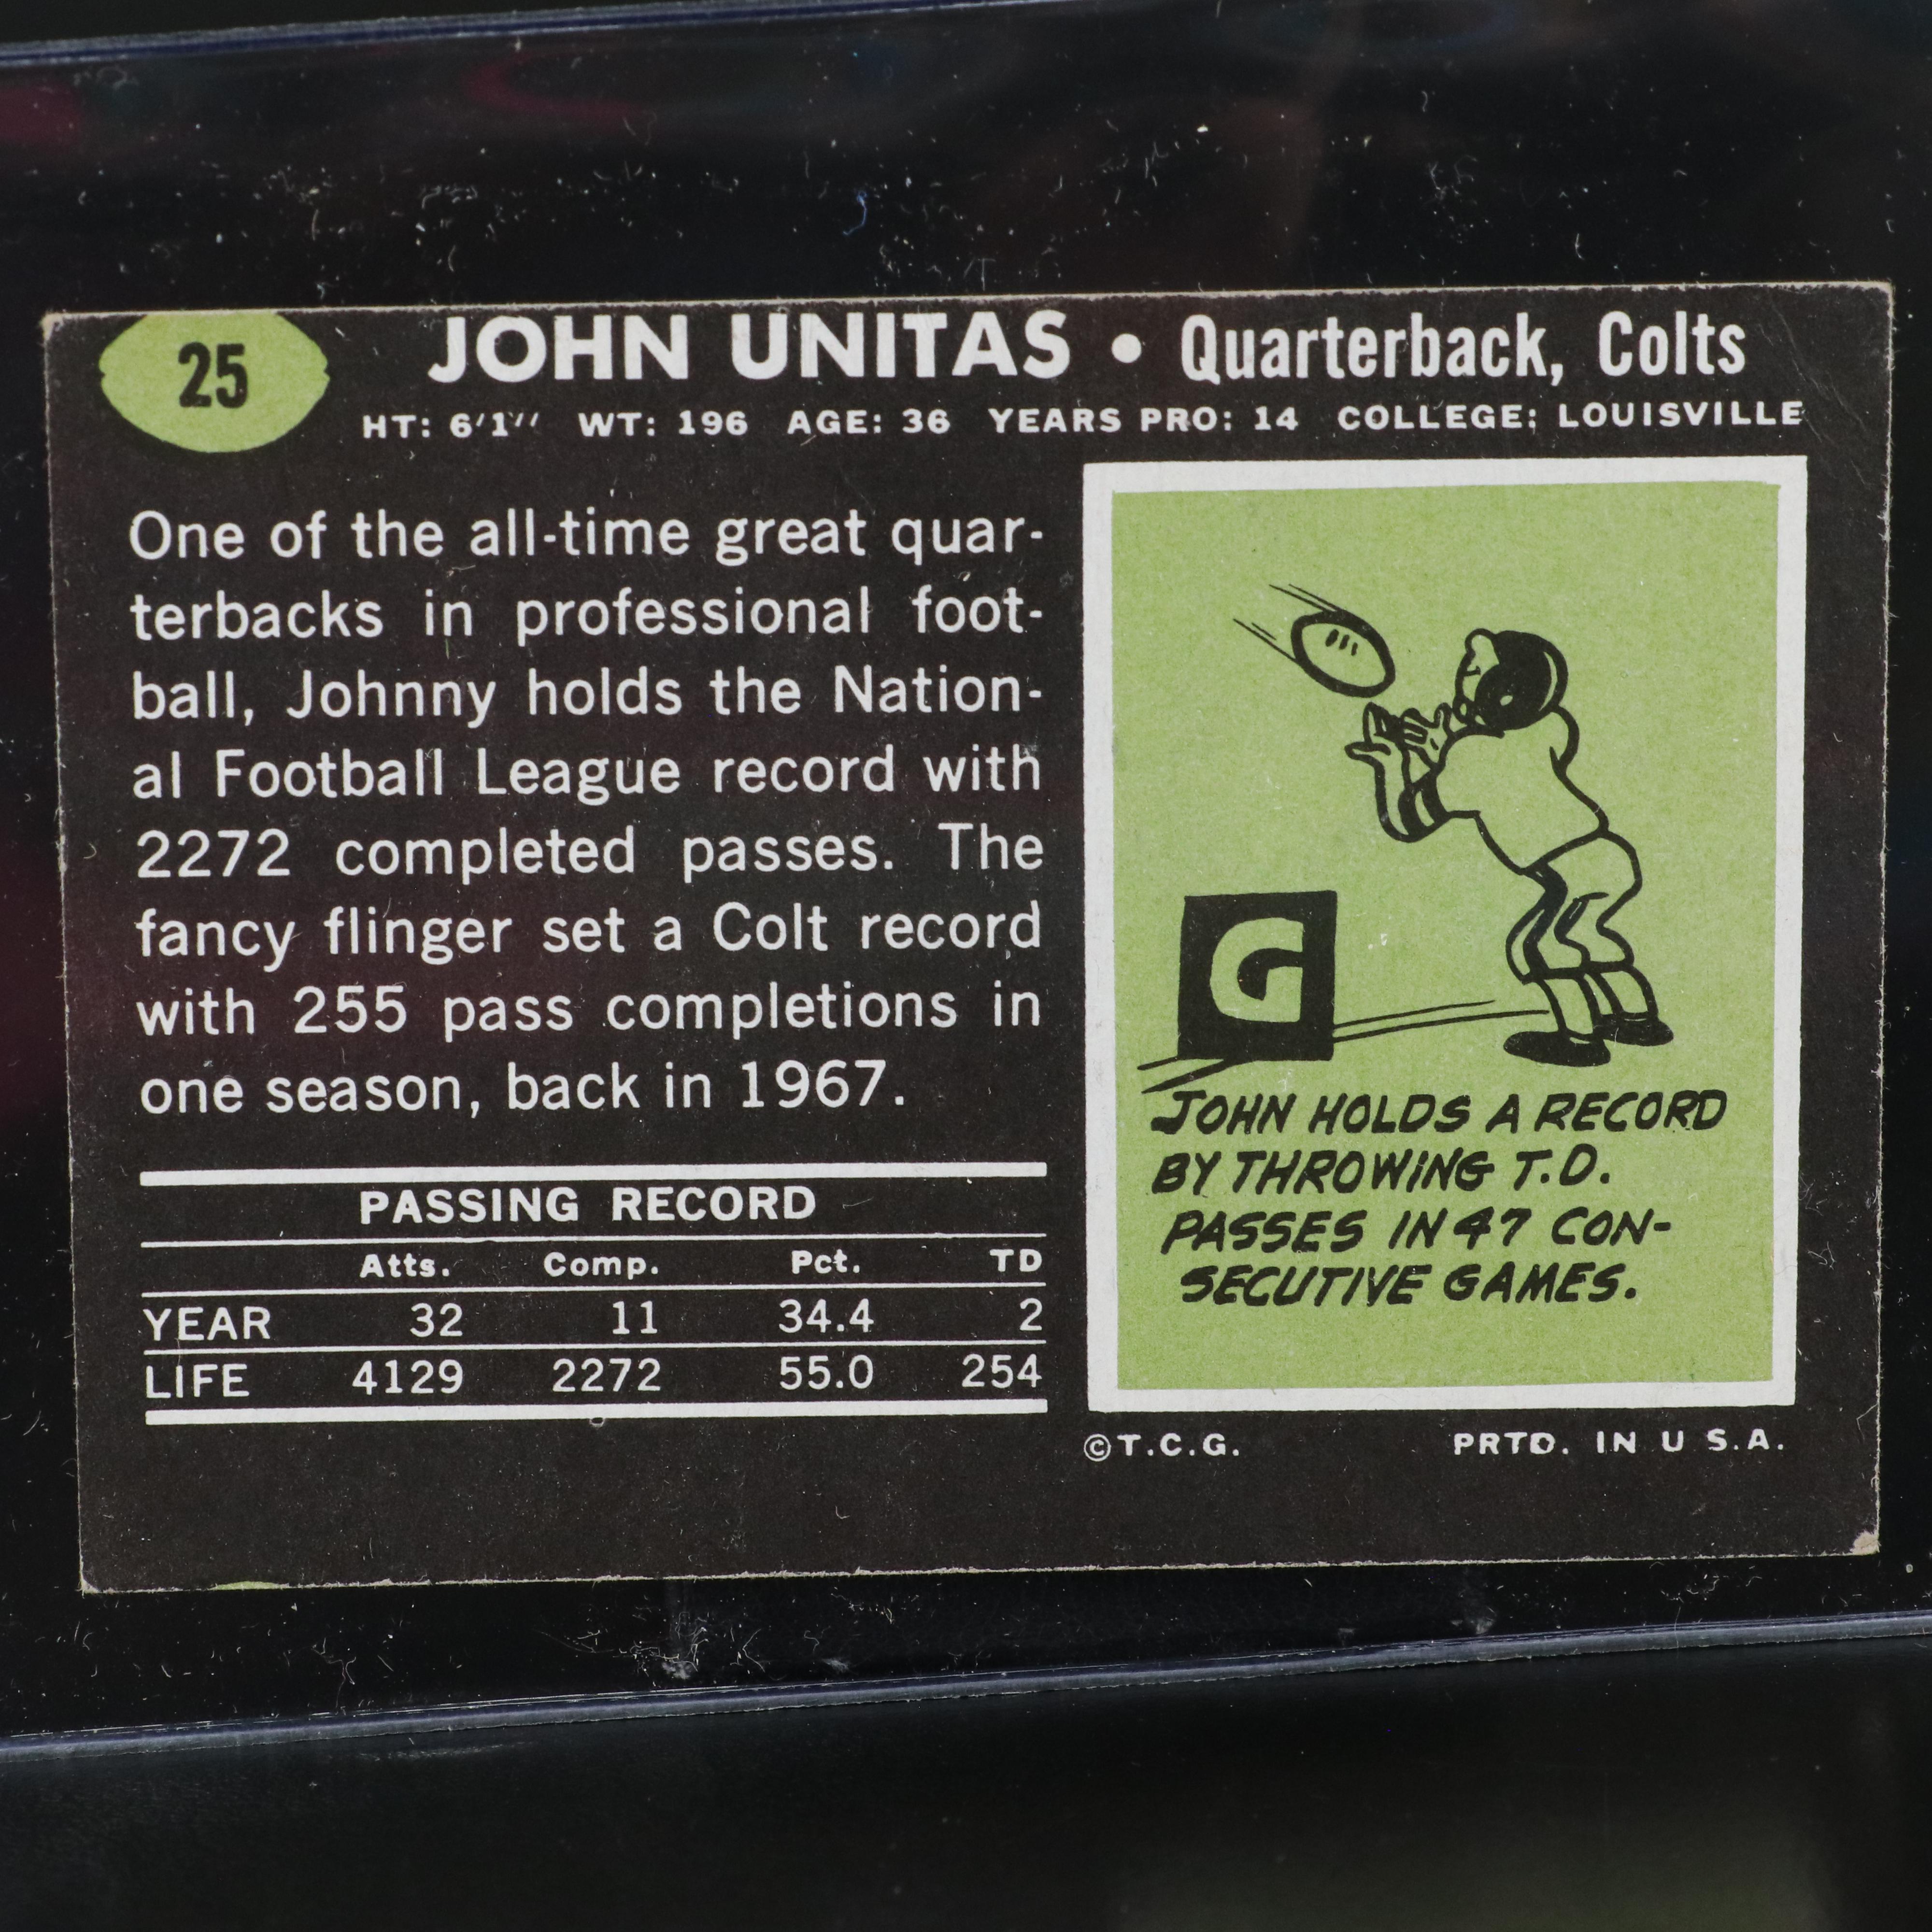 25
JOHN UNITAS • Quarterback, Colts
HT: 6'1'' WT: 196 AGE: 36 YEARS PRO: 14 COLLEGE: LOUISVILLE
One of the all-time great quar-
terbacks in professional foot-
ball, Johnny holds the Nation-
al Football League record with
2272 completed passes. The
fancy flinger set a Colt record
with 255 pass completions in
one season, back in 1967.
PASSING RECORD
Atts. Comp. Pct. TD
YEAR 32 11 34.4 2
LIFE 4129 2272 55.0 254
G
JOHN HOLDS A RECORD
BY THROWING T.D.
PASSES IN 47 CON-
SECUTIVE GAMES.
©T.C.G. PRTD. IN U S.A.